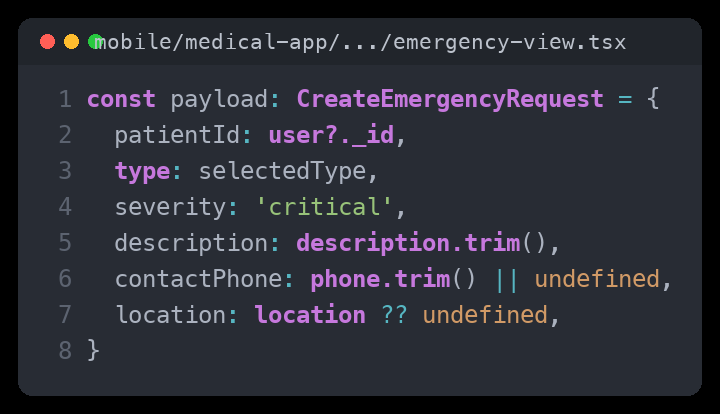 mobile/medical-app/.../emergency-view.tsx
1 const payload: CreateEmergencyRequest = {
2   patientId: user?._id,
3   type: selectedType,
4   severity: 'critical',
5   description: description.trim(),
6   contactPhone: phone.trim() || undefined,
7   location: location ?? undefined,
8 }